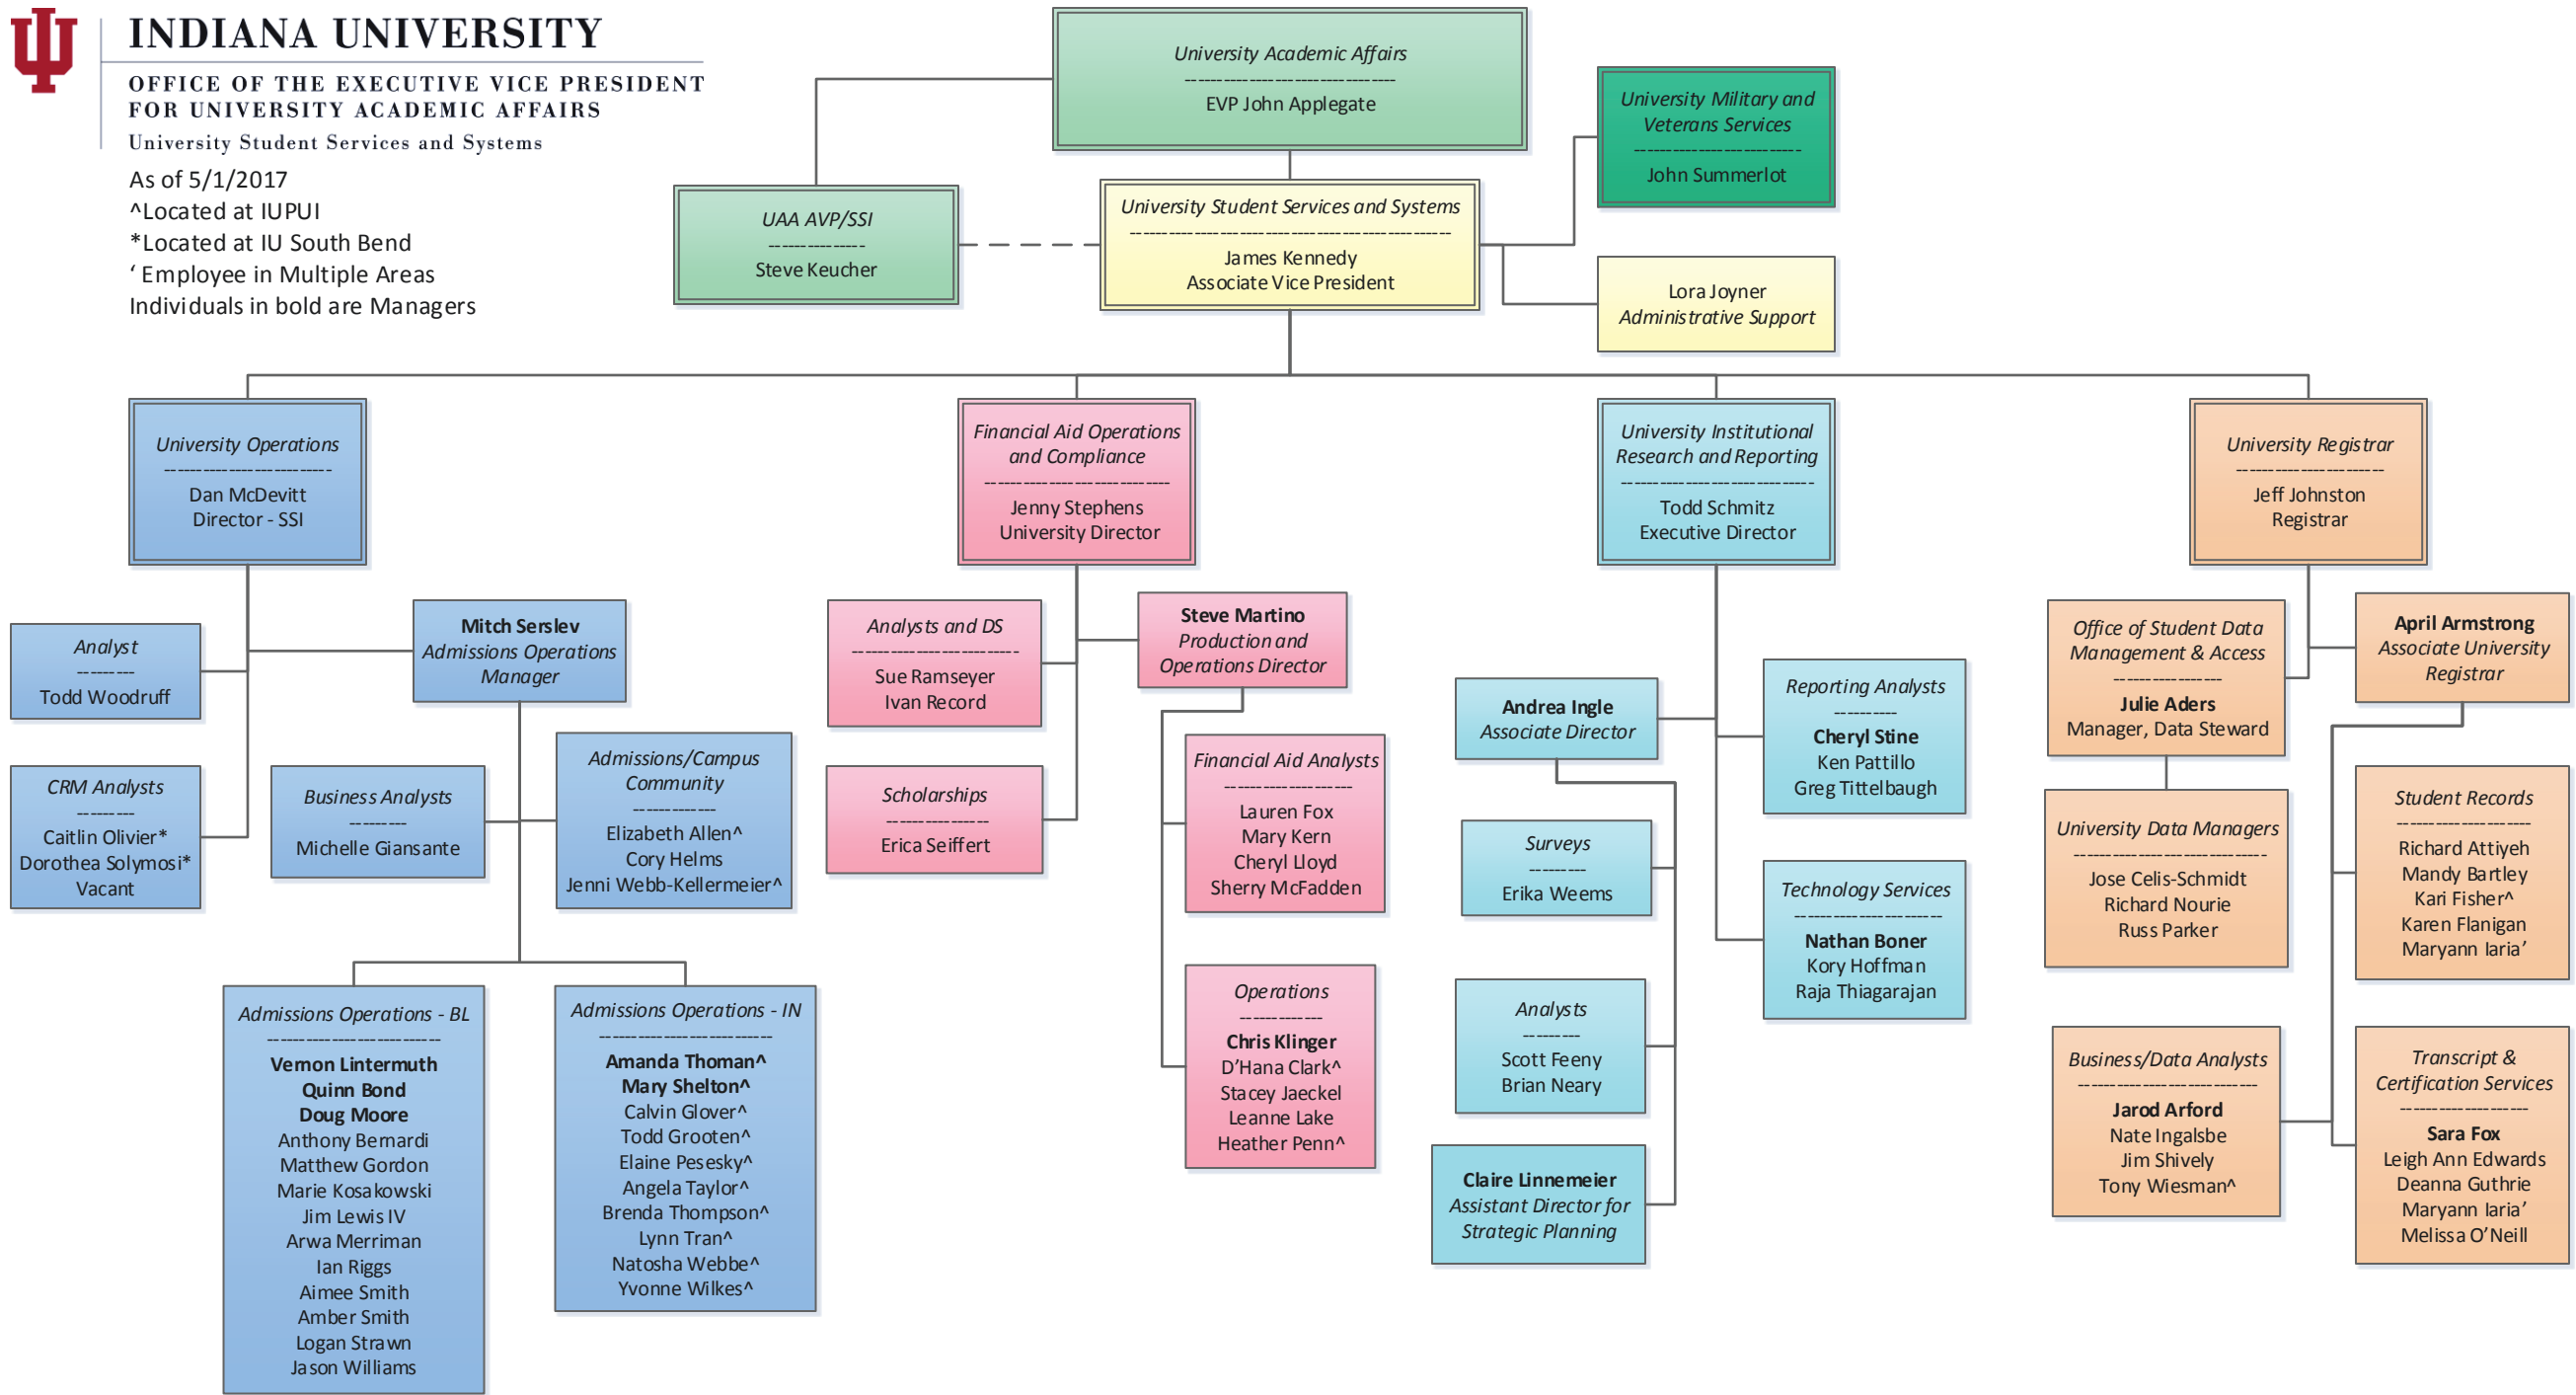 INDIANA UNIVERSITY
OFFICE OF THE EXECUTIVE VICE PRESIDENT
FOR UNIVERSITY ACADEMIC AFFAIRS
University Student Services and Systems
As of 5/1/2017
^Located at IUPUI
*Located at IU South Bend
‘ Employee in Multiple Areas
Individuals in bold are Managers
University Academic Affairs
EVP John Applegate
University Military and
Veterans Services
John Summerlot
UAA AVP/SSI
Steve Keucher
University Student Services and Systems
James Kennedy
Associate Vice President
Lora Joyner
Administrative Support
University Operations
Dan McDevitt
Director - SSI
Financial Aid Operations
and Compliance
Jenny Stephens
University Director
University Institutional
Research and Reporting
Todd Schmitz
Executive Director
University Registrar
Jeff Johnston
Registrar
Analyst
Todd Woodruff
Mitch Serslev
Admissions Operations
Manager
CRM Analysts
Caitlin Olivier*
Dorothea Solymosi*
Vacant
Business Analysts
Michelle Giansante
Admissions/Campus
Community
Elizabeth Allen^
Cory Helms
Jenni Webb-Kellermeier^
Admissions Operations - BL
Vernon Lintermuth
Quinn Bond
Doug Moore
Anthony Bernardi
Matthew Gordon
Marie Kosakowski
Jim Lewis IV
Arwa Merriman
Ian Riggs
Aimee Smith
Amber Smith
Logan Strawn
Jason Williams
Admissions Operations - IN
Amanda Thoman^
Mary Shelton^
Calvin Glover^
Todd Grooten^
Elaine Pesesky^
Angela Taylor^
Brenda Thompson^
Lynn Tran^
Natosha Webbe^
Yvonne Wilkes^
Analysts and DS
Sue Ramseyer
Ivan Record
Steve Martino
Production and
Operations Director
Scholarships
Erica Seiffert
Financial Aid Analysts
Lauren Fox
Mary Kern
Cheryl Lloyd
Sherry McFadden
Operations
Chris Klinger
D’Hana Clark^
Stacey Jaeckel
Leanne Lake
Heather Penn^
Andrea Ingle
Associate Director
Reporting Analysts
Cheryl Stine
Ken Pattillo
Greg Tittelbaugh
Surveys
Erika Weems
Technology Services
Nathan Boner
Kory Hoffman
Raja Thiagarajan
Analysts
Scott Feeny
Brian Neary
Claire Linnemeier
Assistant Director for
Strategic Planning
Office of Student Data
Management & Access
Julie Aders
Manager, Data Steward
April Armstrong
Associate University
Registrar
University Data Managers
Jose Celis-Schmidt
Richard Nourie
Russ Parker
Student Records
Richard Attiyeh
Mandy Bartley
Kari Fisher^
Karen Flanigan
Maryann Iaria’
Business/Data Analysts
Jarod Arford
Nate Ingalsbe
Jim Shively
Tony Wiesman^
Transcript &
Certification Services
Sara Fox
Leigh Ann Edwards
Deanna Guthrie
Maryann Iaria’
Melissa O’Neill